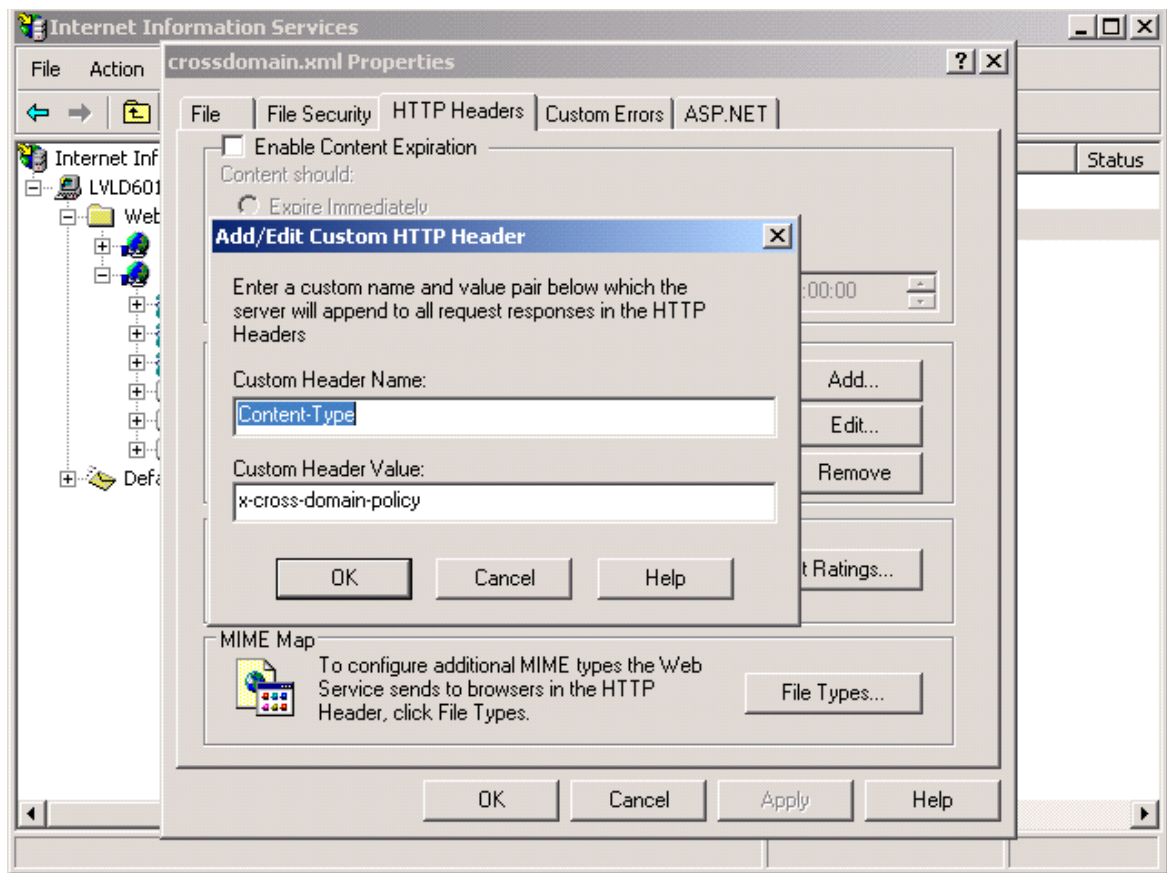 Internet Information Services
File Action
crossdomain.xml Properties
File File Security HTTP Headers Custom Errors ASP.NET
Enable Content Expiration
Content should:
Expire Immediately
Internet Inf
LVLD601
Web
Defa
Status
:00:00
Add/Edit Custom HTTP Header
Enter a custom name and value pair below which the
server will append to all request responses in the HTTP
Headers
Custom Header Name:
Content-Type
Custom Header Value:
x-cross-domain-policy
OK Cancel Help
Add...
Edit...
Remove
t Ratings...
MIME Map
To configure additional MIME types the Web
Service sends to browsers in the HTTP
Header, click File Types.
File Types...
OK Cancel Apply Help